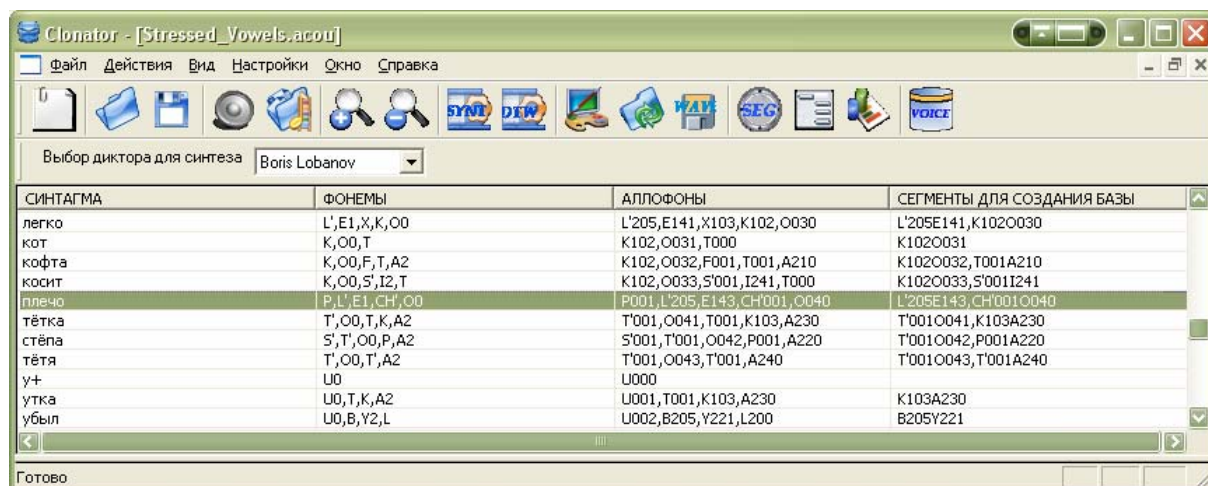 Clonator - [Stressed_Vowels.acou]
Файл Действия Вид Настройки Окно Справка
SYNT DTW WAV SEG VOICE
Выбор диктора для синтеза Boris Lobanov
СИНТАГМА ФОНЕМЫ АЛЛОФОНЫ СЕГМЕНТЫ ДЛЯ СОЗДАНИЯ БАЗЫ
легко L',E1,X,K,O0 L'205,E141,X103,K102,O030 L'205E141,K102O030
кот K,O0,T K102,O031,T000 K102O031
кофта K,O0,F,T,A2 K102,O032,F001,T001,A210 K102O032,T001A210
косит K,O0,S',I2,T K102,O033,S'001,I241,T000 K102O033,S'001I241
плечо P,L',E1,CH',O0 P001,L'205,E143,CH'001,O040 L'205E143,CH'001O040
тётка T',O0,T,K,A2 T'001,O041,T001,K103,A230 T'001O041,K103A230
стёпа S',T',O0,P,A2 S'001,T'001,O042,P001,A220 T'001O042,P001A220
тётя T',O0,T',A2 T'001,O043,T'001,A240 T'001O043,T'001A240
у+ U0 U000
утка U0,T,K,A2 U001,T001,K103,A230 K103A230
убыл U0,B,Y2,L U002,B205,Y221,L200 B205Y221
Готово